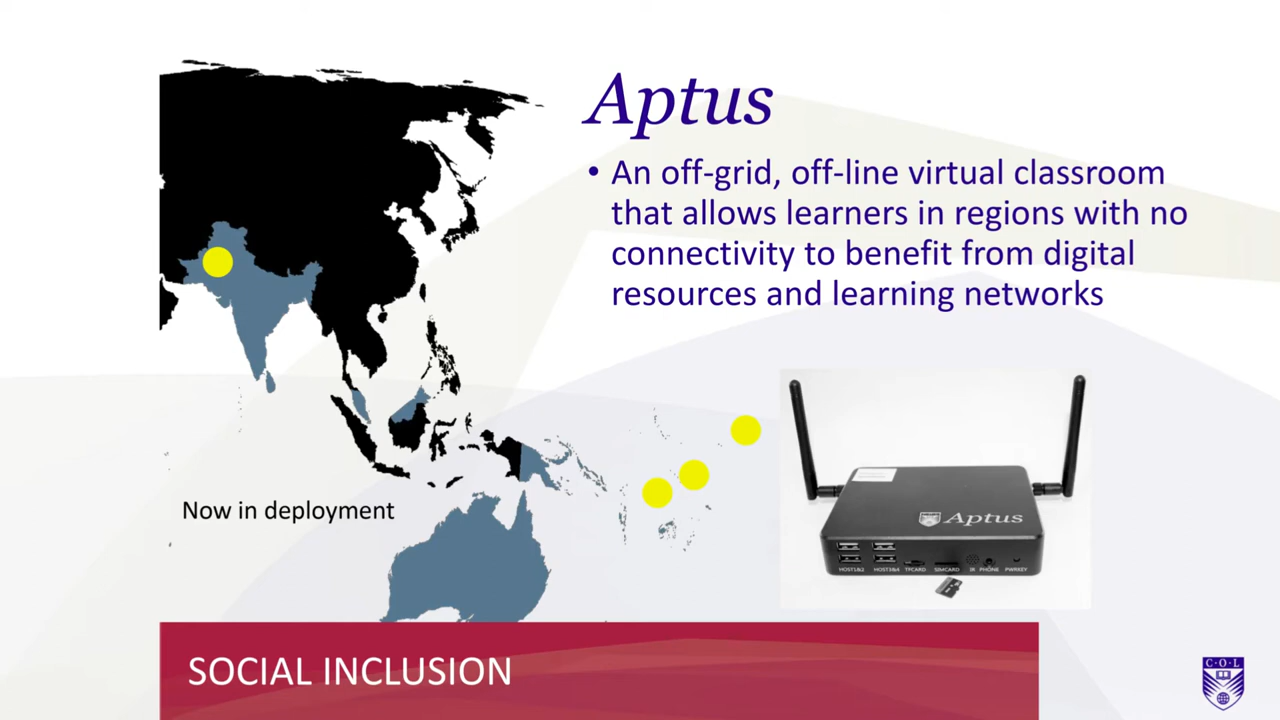 Aptus
• An off-grid, off-line virtual classroom
that allows learners in regions with no
connectivity to benefit from digital
resources and learning networks
Now in deployment
Aptus
HOST1&2 HOST3&4 TFCARD SIMCARD IR PHONE PWRKEY
SOCIAL INCLUSION
C·O·L